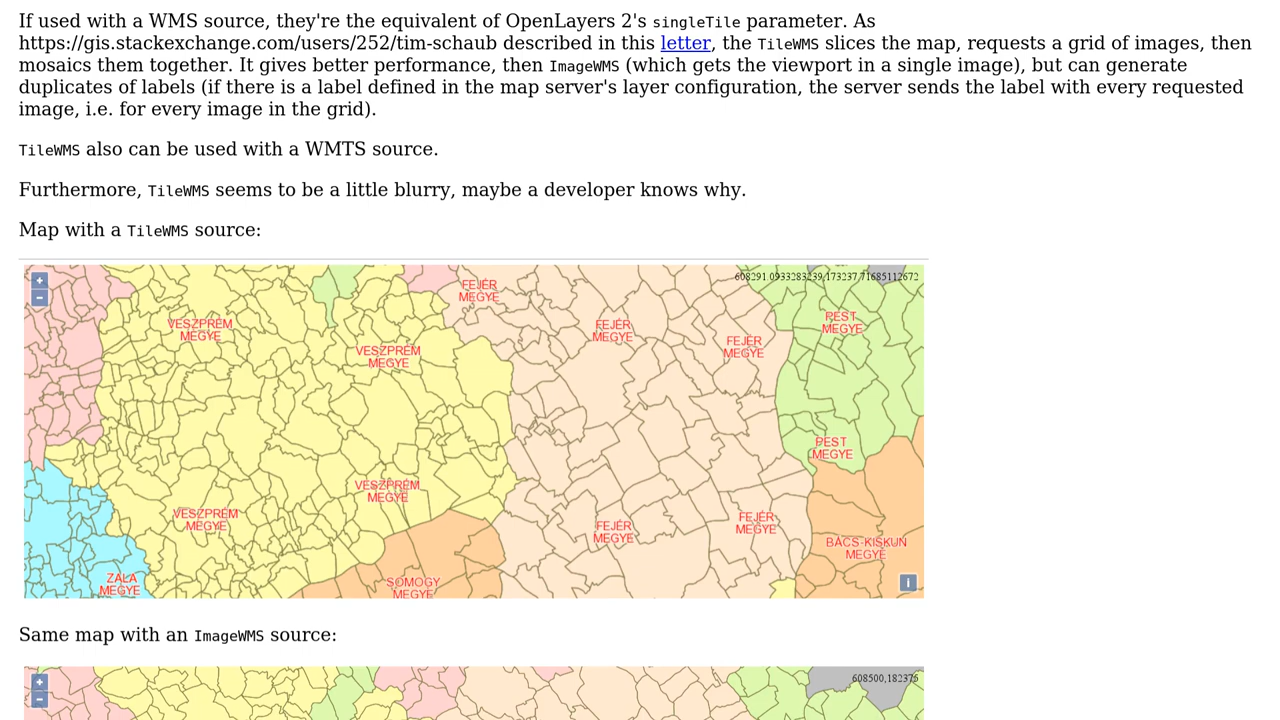 If used with a WMS source, they're the equivalent of OpenLayers 2's singleTile parameter. As
https://gis.stackexchange.com/users/252/tim-schaub described in this letter, the TileWMS slices the map, requests a grid of images, then
mosaics them together. It gives better performance, then ImageWMS (which gets the viewport in a single image), but can generate
duplicates of labels (if there is a label defined in the map server's layer configuration, the server sends the label with every requested
image, i.e. for every image in the grid).
TileWMS also can be used with a WMTS source.
Furthermore, TileWMS seems to be a little blurry, maybe a developer knows why.
Map with a TileWMS source:
+
−
608291.0933283239,173237.71685112672
FEJÉR
MEGYE
VESZPRÉM
MEGYE
FEJÉR
MEGYE
PEST
MEGYE
VESZPRÉM
MEGYE
FEJÉR
MEGYE
PEST
MEGYE
VESZPRÉM
MEGYE
VESZPRÉM
MEGYE
FEJÉR
MEGYE
FEJÉR
MEGYE
BÁCS-KISKUN
MEGYE
ZALA
MEGYE
SOMOGY
MEGYE
i
Same map with an ImageWMS source:
+
−
608500,182375